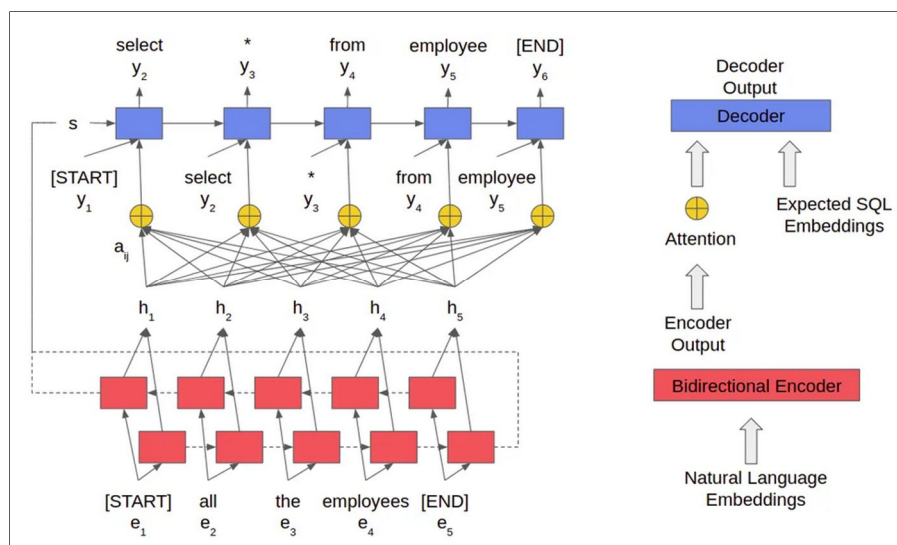 select * from employee [END]
y2 y3 y4 y5 y6
s
[START] select * from employee
y1 y2 y3 y4 y5
aij
h1 h2 h3 h4 h5
[START] all the employees [END]
e1 e2 e3 e4 e5
Decoder
Output
Decoder
Attention
Expected SQL
Embeddings
Encoder
Output
Bidirectional Encoder
Natural Language
Embeddings